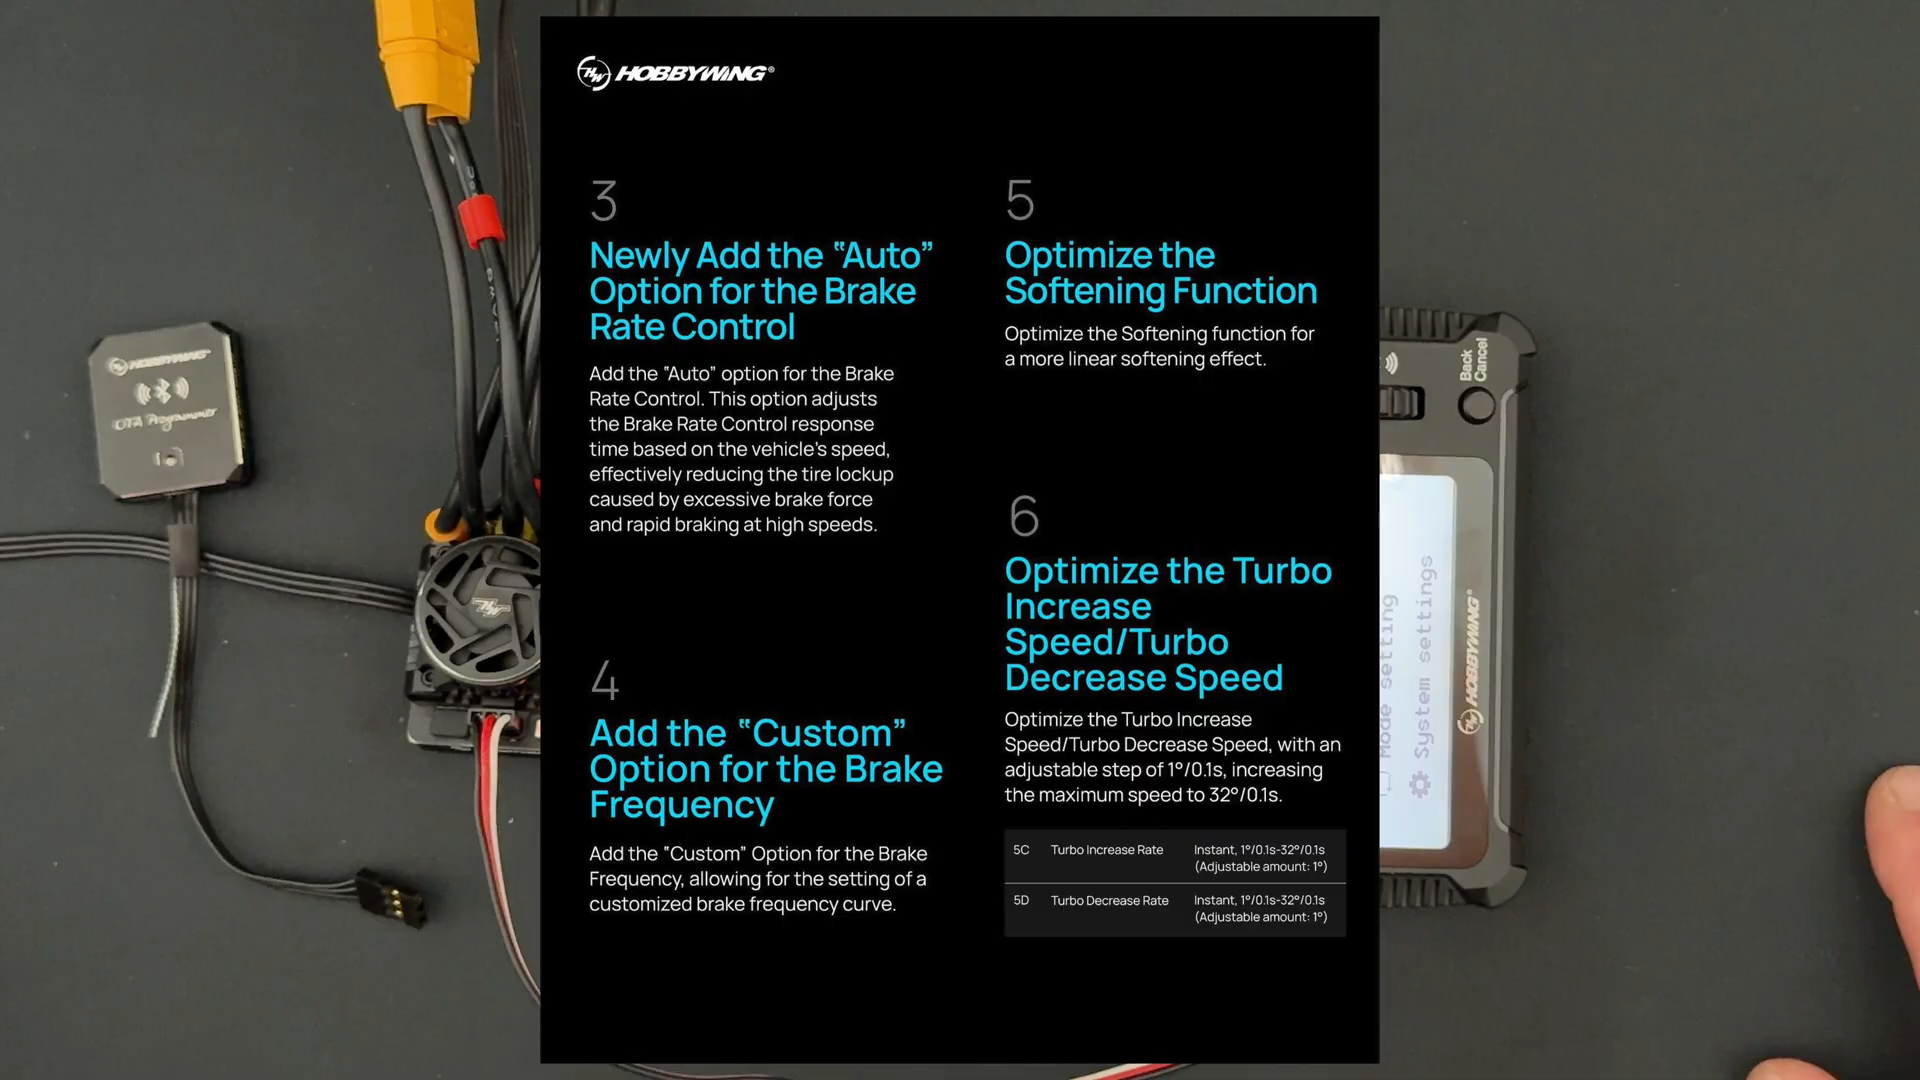 HOBBYWING®
3
Newly Add the “Auto”
Option for the Brake
Rate Control
Add the “Auto” option for the Brake
Rate Control. This option adjusts
the Brake Rate Control response
time based on the vehicle’s speed,
effectively reducing the tire lockup
caused by excessive brake force
and rapid braking at high speeds.
4
Add the “Custom”
Option for the Brake
Frequency
Add the “Custom” Option for the Brake
Frequency, allowing for the setting of a
customized brake frequency curve.
5
Optimize the
Softening Function
Optimize the Softening function for
a more linear softening effect.
6
Optimize the Turbo
Increase
Speed/Turbo
Decrease Speed
Optimize the Turbo Increase
Speed/Turbo Decrease Speed, with an
adjustable step of 1°/0.1s, increasing
the maximum speed to 32°/0.1s.
5C Turbo Increase Rate Instant, 1°/0.1s-32°/0.1s
(Adjustable amount: 1°)
5D Turbo Decrease Rate Instant, 1°/0.1s-32°/0.1s
(Adjustable amount: 1°)
HOBBYWING
OTA Programmer
HW
Back
Cancel
Mode setting
System settings
HOBBYWING®